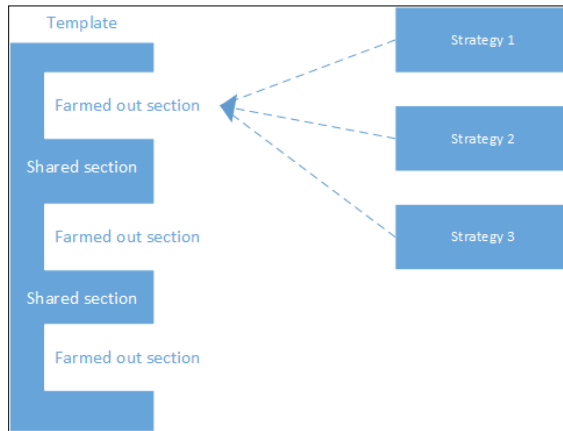 Template
Farmed out section
Shared section
Farmed out section
Shared section
Farmed out section
Strategy 1
Strategy 2
Strategy 3